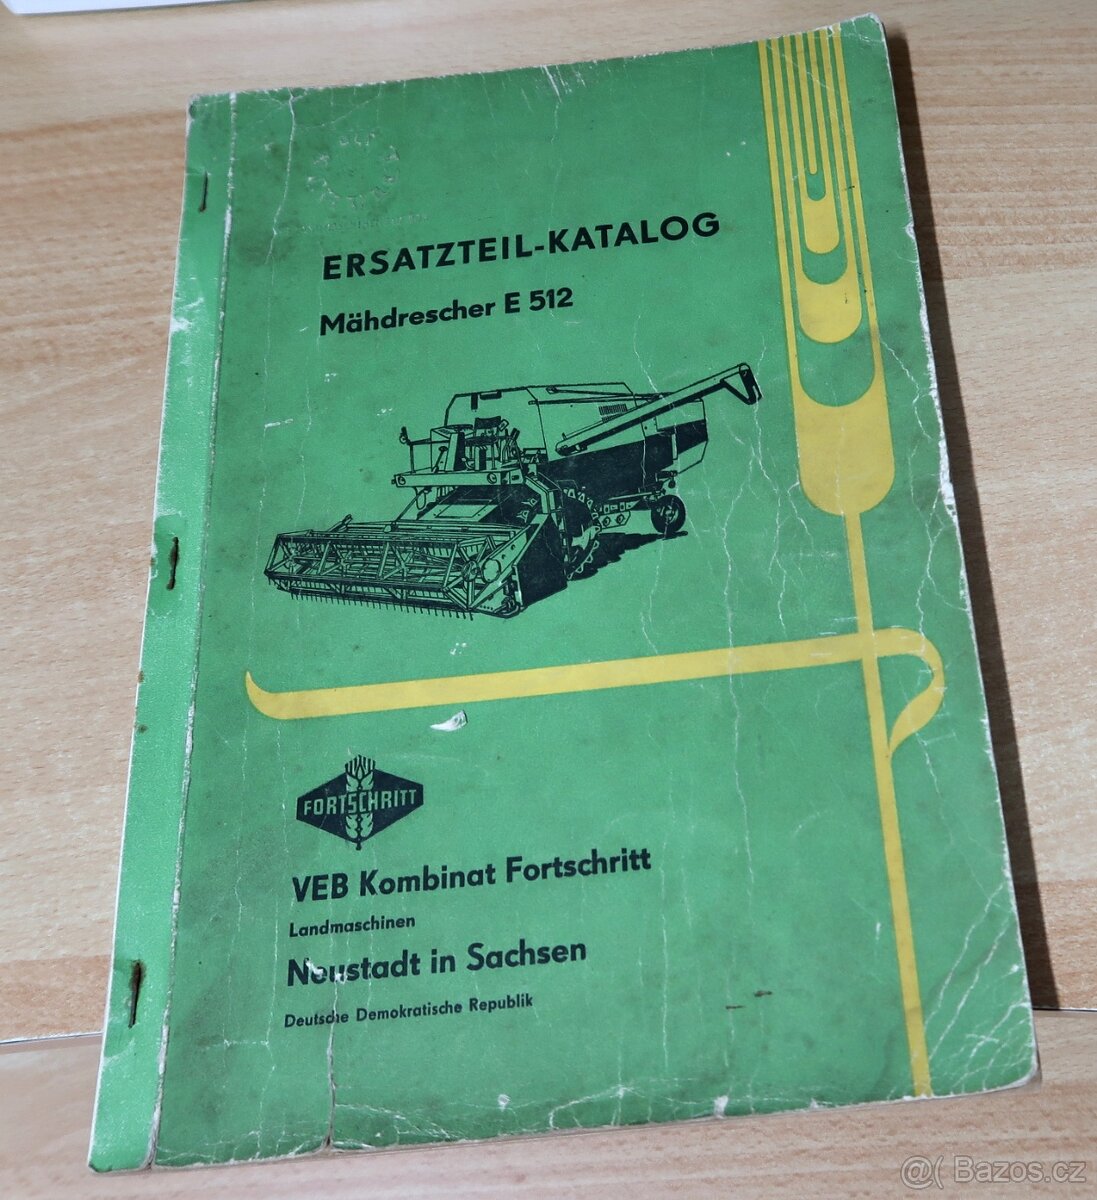 ERSATZTEIL-KATALOG
Mähdrescher E 512
FORTSCHRITT
VEB Kombinat Fortschritt
Landmaschinen
Neustadt in Sachsen
Deutsche Demokratische Republik
@( Bazos.cz